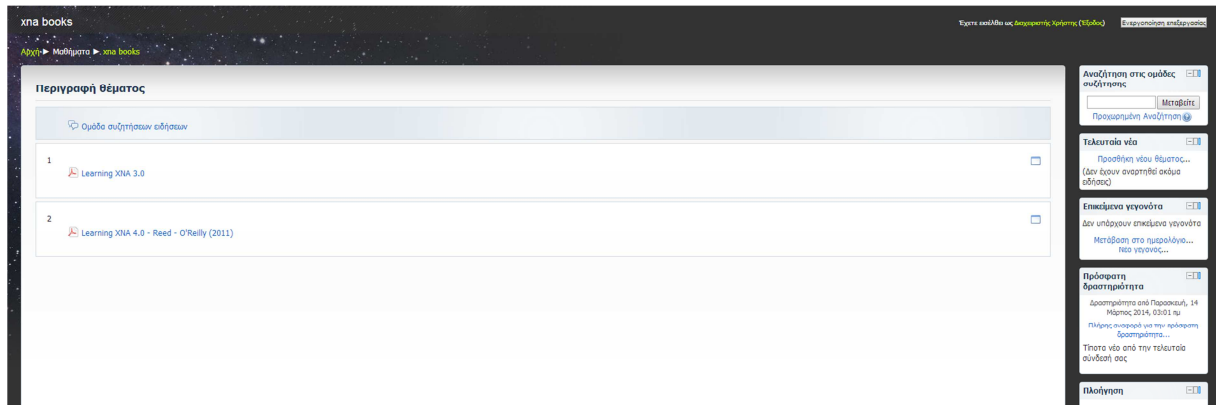 xna books
Έχετε εισέλθει ως Διαχειριστής Χρήστης (Έξοδος)
Ενεργοποίηση επεξεργασίας
Αρχή ► Μαθήματα ► xna books
Περιγραφή θέματος
Ομάδα συζητήσεων ειδήσεων
1
Learning XNA 3.0
2
Learning XNA 4.0 - Reed - O'Reilly (2011)
Αναζήτηση στις ομάδες
συζήτησης
Μεταβείτε
Προχωρημένη Αναζήτηση
Τελευταία νέα
Προσθήκη νέου θέματος...
(Δεν έχουν αναρτηθεί ακόμα
ειδήσεις)
Επικείμενα γεγονότα
Δεν υπάρχουν επικείμενα γεγονότα
Μετάβαση στο ημερολόγιο...
Νέο γεγονός...
Πρόσφατη
δραστηριότητα
Δραστηριότητα από Παρασκευή, 14
Μάρτιος 2014, 03:01 πμ
Πλήρης αναφορά για την πρόσφατη
δραστηριότητα...
Τίποτα νέο από την τελευταία
σύνδεσή σας
Πλοήγηση